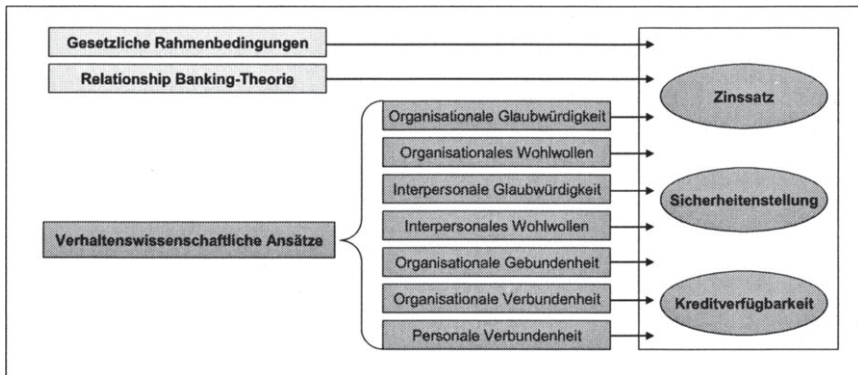 Gesetzliche Rahmenbedingungen
Relationship Banking-Theorie
Verhaltenswissenschaftliche Ansätze
Organisationale Glaubwürdigkeit
Organisationales Wohlwollen
Interpersonale Glaubwürdigkeit
Interpersonales Wohlwollen
Organisationale Gebundenheit
Organisationale Verbundenheit
Personale Verbundenheit
Zinssatz
Sicherheitenstellung
Kreditverfügbarkeit